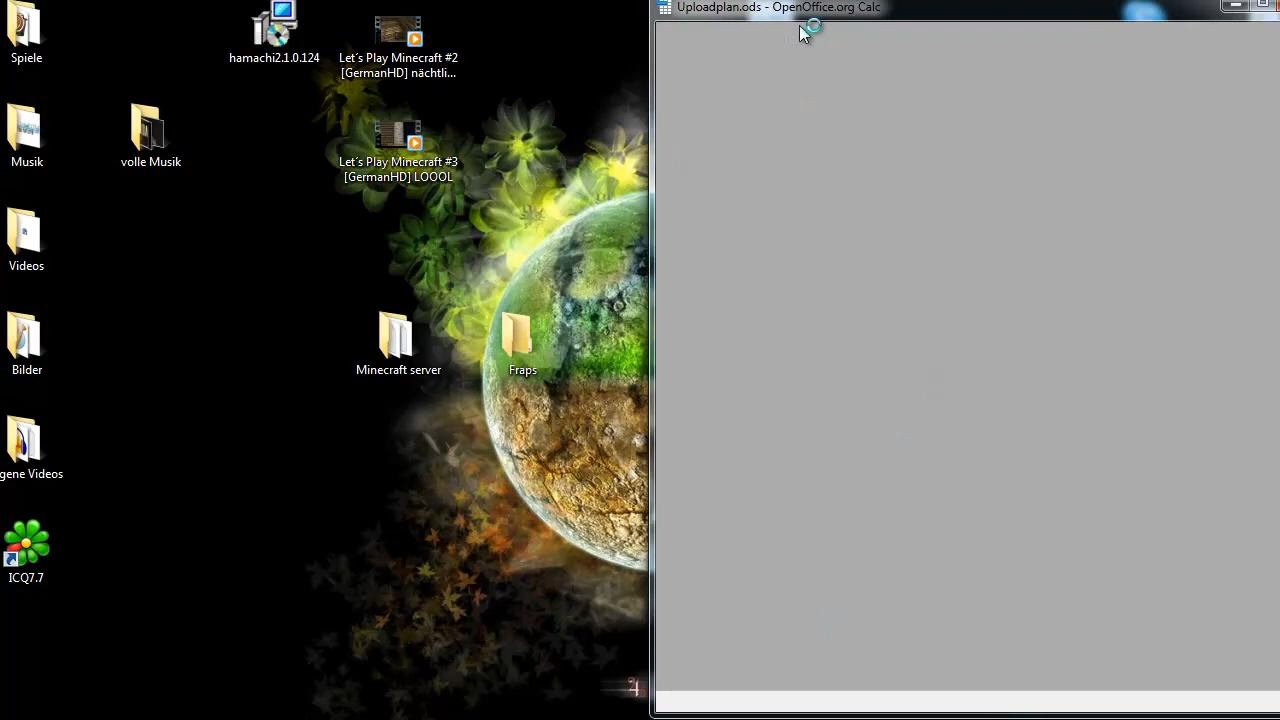 Uploadplan.ods - OpenOffice.org Calc
Spiele
hamachi2.1.0.124
Let´s Play Minecraft #2
[GermanHD] nächtli...
Musik
volle Musik
Let´s Play Minecraft #3
[GermanHD] LOOOL
Videos
Bilder
Minecraft server
Fraps
gene Videos
ICQ7.7